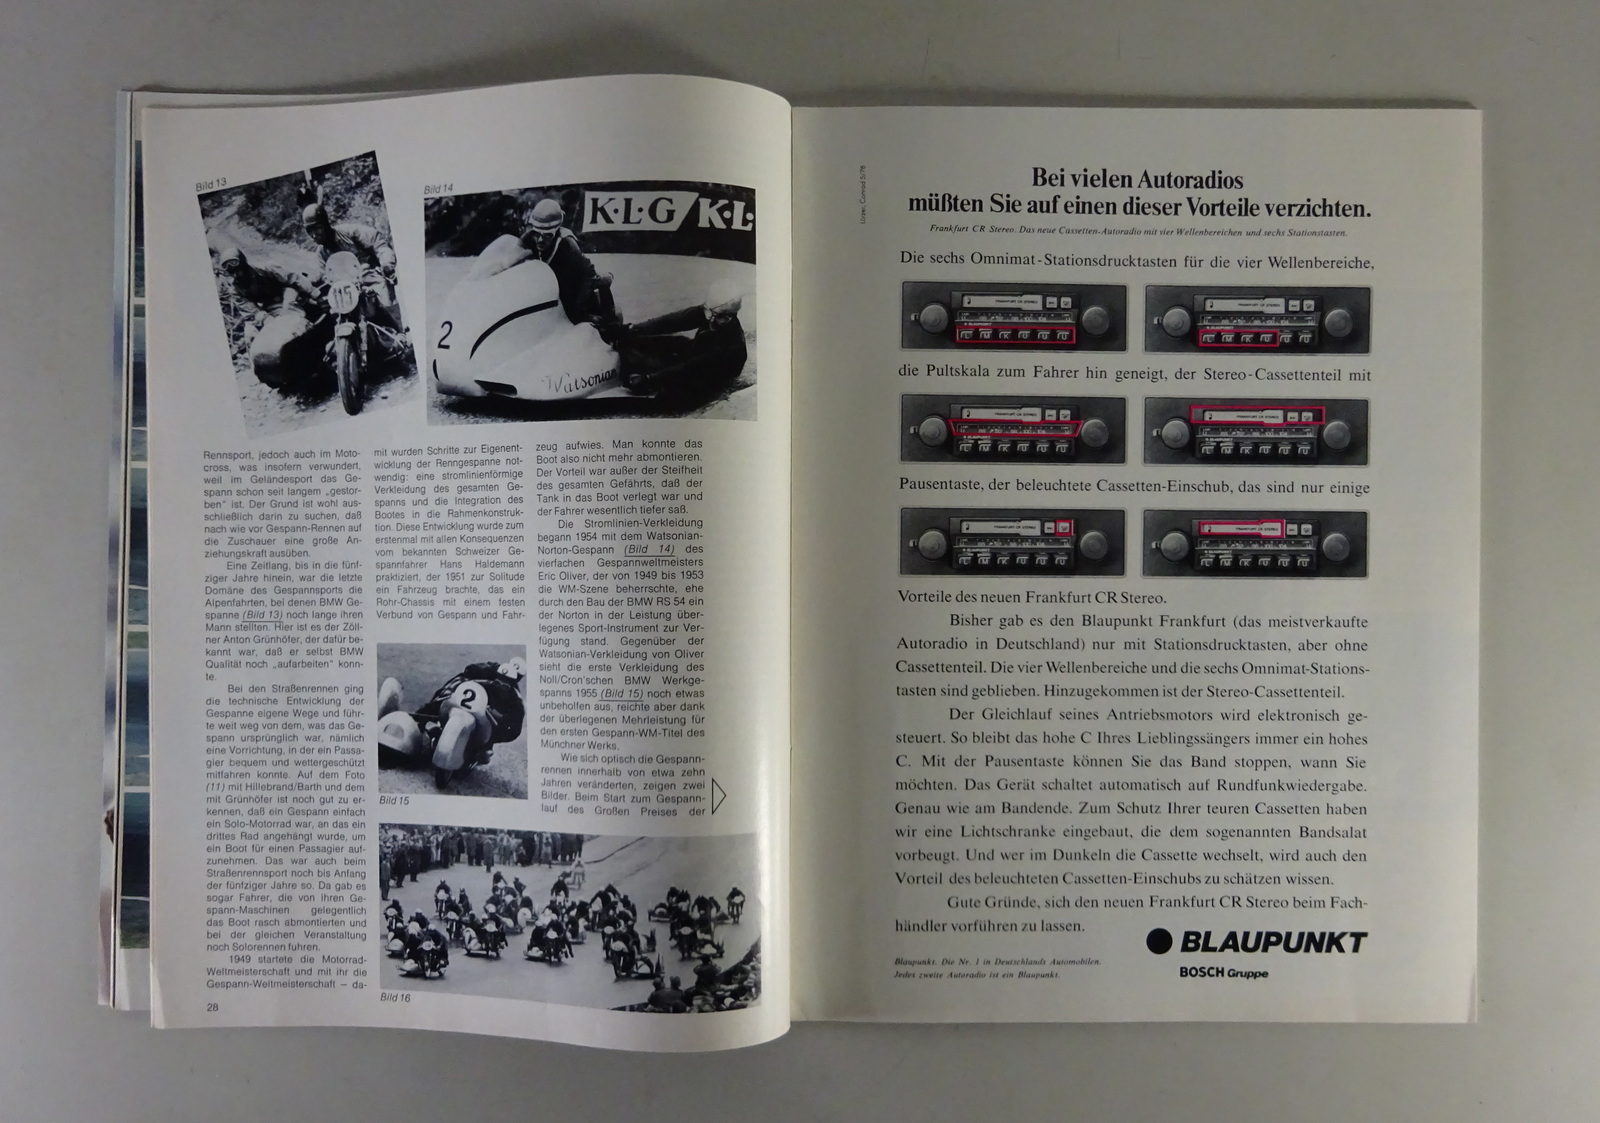 Bild 13
Bild 14
K·L·G
K·L·
115
2
Watsonian
Rennsport, jedoch auch im Moto-
cross, was insofern verwundert,
weil im Geländesport das Ge-
spann schon seit langem „gestor-
ben" ist. Der Grund ist wohl aus-
schließlich darin zu suchen, daß
nach wie vor Gespann-Rennen auf
die Zuschauer eine große An-
ziehungskraft ausüben.
Eine Zeitlang, bis in die fünf-
ziger Jahre hinein, war die letzte
Domäne des Gespannsports die
Alpenfahrten, bei denen BMW Ge-
spanne (Bild 13) noch lange ihren
Mann stellten. Hier ist es der Zöll-
ner Anton Grünhöfer, der dafür be-
kannt war, daß er selbst BMW
Qualität noch „aufarbeiten" konn-
te.
Bei den Straßenrennen ging
die technische Entwicklung der
Gespanne eigene Wege und führ-
te weit weg von dem, was das Ge-
spann ursprünglich war, nämlich
eine Vorrichtung, in der ein Passa-
gier bequem und wettergeschützt
mitfahren konnte. Auf dem Foto
(11) mit Hillebrand/Barth und dem
mit Grünhöfer ist noch gut zu er-
kennen, daß ein Gespann einfach
ein Solo-Motorrad war, an das ein
drittes Rad angehängt wurde, um
ein Boot für einen Passagier auf-
zunehmen. Das war auch beim
Straßenrennsport noch bis Anfang
der fünfziger Jahre so. Da gab es
sogar Fahrer, die von ihren Ge-
spann-Maschinen gelegentlich
das Boot rasch abmontierten und
bei der gleichen Veranstaltung
noch Solorennen fuhren.
1949 startete die Motorrad-
Weltmeisterschaft und mit ihr die
Gespann-Weltmeisterschaft – da-
28
mit wurden Schritte zur Eigenent-
wicklung der Renngespanne not-
wendig: eine stromlinienförmige
Verkleidung des gesamten Ge-
spanns und die Integration des
Bootes in die Rahmenkonstruk-
tion. Diese Entwicklung wurde zum
erstenmal mit allen Konsequenzen
vom bekannten Schweizer Ge-
spannfahrer Hans Haldemann
praktiziert, der 1951 zur Solitude
ein Fahrzeug brachte, das ein
Rohr-Chassis mit einem festen
Verbund von Gespann und Fahr-
2
Bild 15
zeug aufwies. Man konnte das
Boot also nicht mehr abmontieren.
Der Vorteil war außer der Steifheit
des gesamten Gefährts, daß der
Tank in das Boot verlegt war und
der Fahrer wesentlich tiefer saß.
Die Stromlinien-Verkleidung
begann 1954 mit dem Watsonian-
Norton-Gespann (Bild 14) des
vierfachen Gespannweltmeisters
Eric Oliver, der von 1949 bis 1953
die WM-Szene beherrschte, ehe
durch den Bau der BMW RS 54 ein
der Norton in der Leistung über-
legenes Sport-Instrument zur Ver-
fügung stand. Gegenüber der
Watsonian-Verkleidung von Oliver
sieht die erste Verkleidung des
Noll/Cron'schen BMW Werkge-
spanns 1955 (Bild 15) noch etwas
unbeholfen aus, reichte aber dank
der überlegenen Mehrleistung für
den ersten Gespann-WM-Titel des
Münchner Werks.
Wie sich optisch die Gespann-
rennen innerhalb von etwa zehn
Jahren veränderten, zeigen zwei
Bilder. Beim Start zum Gespann-
lauf des Großen Preises der
Bild 16
Bei vielen Autoradios
müßten Sie auf einen dieser Vorteile verzichten.
Frankfurt CR Stereo. Das neue Cassetten-Autoradio mit vier Wellenbereichen und sechs Stationstasten.
Die sechs Omnimat-Stationsdrucktasten für die vier Wellenbereiche,
die Pultskala zum Fahrer hin geneigt, der Stereo-Cassettenteil mit
Pausentaste, der beleuchtete Cassetten-Einschub, das sind nur einige
Vorteile des neuen Frankfurt CR Stereo.
Bisher gab es den Blaupunkt Frankfurt (das meistverkaufte
Autoradio in Deutschland) nur mit Stationsdrucktasten, aber ohne
Cassettenteil. Die vier Wellenbereiche und die sechs Omnimat-Stations-
tasten sind geblieben. Hinzugekommen ist der Stereo-Cassettenteil.
Der Gleichlauf seines Antriebsmotors wird elektronisch ge-
steuert. So bleibt das hohe C Ihres Lieblingssängers immer ein hohes
C. Mit der Pausentaste können Sie das Band stoppen, wann Sie
möchten. Das Gerät schaltet automatisch auf Rundfunkwiedergabe.
Genau wie am Bandende. Zum Schutz Ihrer teuren Cassetten haben
wir eine Lichtschranke eingebaut, die dem sogenannten Bandsalat
vorbeugt. Und wer im Dunkeln die Cassette wechselt, wird auch den
Vorteil des beleuchteten Cassetten-Einschubs zu schätzen wissen.
Gute Gründe, sich den neuen Frankfurt CR Stereo beim Fach-
händler vorführen zu lassen.
Blaupunkt. Die Nr. 1 in Deutschlands Automobilen.
Jedes zweite Autoradio ist ein Blaupunkt.
BLAUPUNKT
BOSCH Gruppe